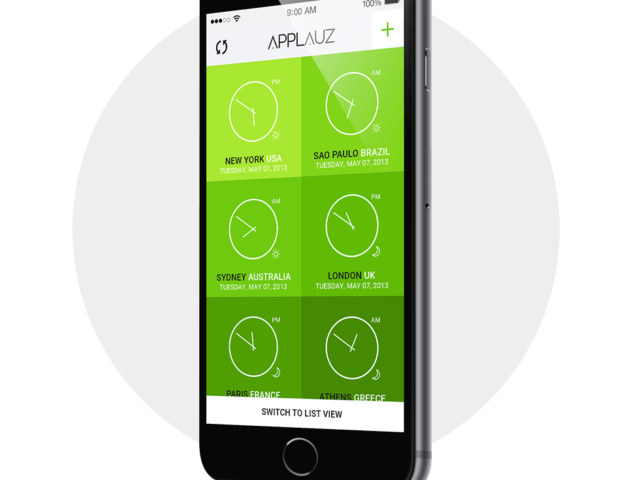 9:00 AM
100%
APPLAUZ
+
PM
NEW YORK USA
TUESDAY, MAY 07, 2013
AM
SAO PAULO BRAZIL
TUESDAY, MAY 07, 2013
AM
SYDNEY AUSTRALIA
TUESDAY, MAY 07, 2013
PM
LONDON UK
TUESDAY, MAY 07, 2013
PM
PARIS FRANCE
AM
ATHENS GREECE
SWITCH TO LIST VIEW